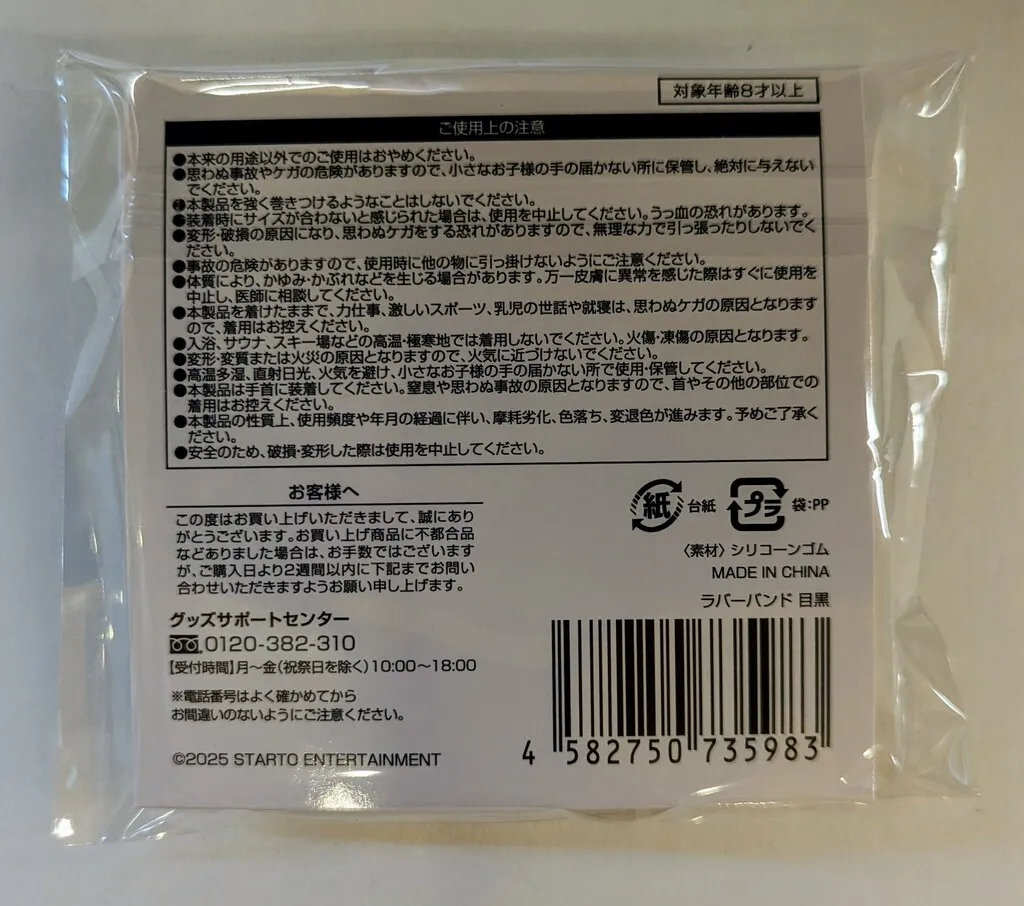 対象年齢8才以上
ご使用上の注意
●本来の用途以外でのご使用はおやめください。
●思わぬ事故やケガの危険がありますので、小さなお子様の手の届かない所に保管し、絶対に与えない
でください。
●本製品を強く巻きつけるようなことはしないでください。
●装着時にサイズが合わないと感じられた場合は、使用を中止してください。うっ血の恐れがあります。
●変形・破損の原因になり、思わぬケガをする恐れがありますので、無理な力で引っ張ったりしないでく
ださい。
●事故の危険がありますので、使用時に他の物に引っ掛けないようにご注意ください。
●体質により、かゆみ・かぶれなどを生じる場合があります。万一皮膚に異常を感じた際はすぐに使用を
中止し、医師に相談してください。
●本製品を着けたままで、力仕事、激しいスポーツ、乳児の世話や就寝は、思わぬケガの原因となります
ので、着用はお控えください。
●入浴、サウナ、スキー場などの高温・極寒地では着用しないでください。火傷・凍傷の原因となります。
●変形・変質または火災の原因となりますので、火気に近づけないでください。
●高温多湿、直射日光、火気を避け、小さなお子様の手の届かない所で使用・保管してください。
●本製品は手首に装着してください。窒息や思わぬ事故の原因となりますので、首やその他の部位での
着用はお控えください。
●本製品の性質上、使用頻度や年月の経過に伴い、摩耗劣化、色落ち、変退色が進みます。予めご了承く
ださい。
●安全のため、破損・変形した際は使用を中止してください。
お客様へ
この度はお買い上げいただきまして、誠にあり
がとうございます。お買い上げ商品に不都合品
などありました場合は、お手数ではございます
が、ご購入日より2週間以内に下記までお問い
合わせいただきますようお願い申し上げます。
グッズサポートセンター
0120-382-310
【受付時間】月〜金(祝祭日を除く)10:00〜18:00
※電話番号はよく確かめてから
お間違いのないようにご注意ください。
©2025 STARTO ENTERTAINMENT
紙 台紙 プラ 袋:PP
〈素材〉シリコーンゴム
MADE IN CHINA
ラバーバンド 目黒
4 582750 735983